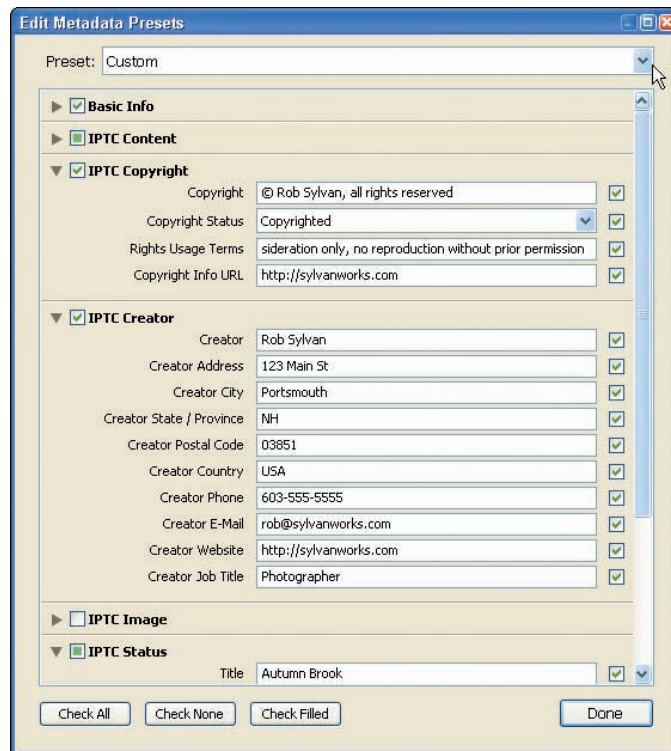 Edit Metadata Presets
Preset: Custom
Basic Info
IPTC Content
IPTC Copyright
Copyright © Rob Sylvan, all rights reserved
Copyright Status Copyrighted
Rights Usage Terms sideration only, no reproduction without prior permission
Copyright Info URL http://sylvanworks.com
IPTC Creator
Creator Rob Sylvan
Creator Address 123 Main St
Creator City Portsmouth
Creator State / Province NH
Creator Postal Code 03851
Creator Country USA
Creator Phone 603-555-5555
Creator E-Mail rob@sylvanworks.com
Creator Website http://sylvanworks.com
Creator Job Title Photographer
IPTC Image
IPTC Status
Title Autumn Brook
Check All Check None Check Filled Done